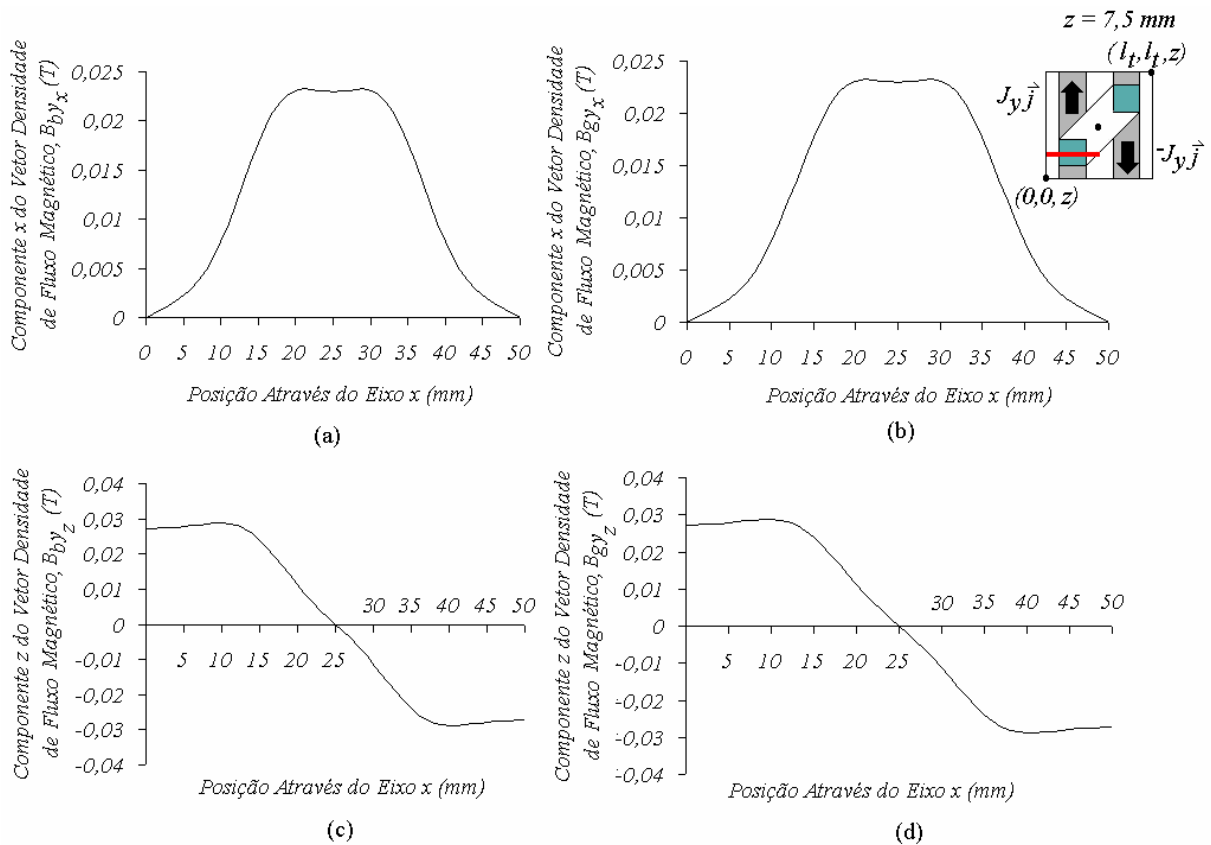 Componente x do Vetor Densidade
de Fluxo Magnético, B_by_x (T)
0,025
0,02
0,015
0,01
0,005
0
0 5 10 15 20 25 30 35 40 45 50
Posição Através do Eixo x (mm)
(a)
Componente x do Vetor Densidade
de Fluxo Magnético, B_gy_x (T)
0,025
0,02
0,015
0,01
0,005
0
0 5 10 15 20 25 30 35 40 45 50
Posição Através do Eixo x (mm)
(b)
z = 7,5 mm
(l_t, l_t, z)
J_y j⃗
-J_y j⃗
(0,0,z)
Componente z do Vetor Densidade
de Fluxo Magnético, B_by_z (T)
0,04
0,03
0,02
0,01
0
-0,01
-0,02
-0,03
-0,04
30 35 40 45 50
5 10 15 20 25
Posição Através do Eixo x (mm)
(c)
Componente z do Vetor Densidade
de Fluxo Magnético, B_gy_z (T)
0,04
0,03
0,02
0,01
0
-0,01
-0,02
-0,03
-0,04
30 35 40 45 50
5 10 15 20 25
Posição Através do Eixo x (mm)
(d)